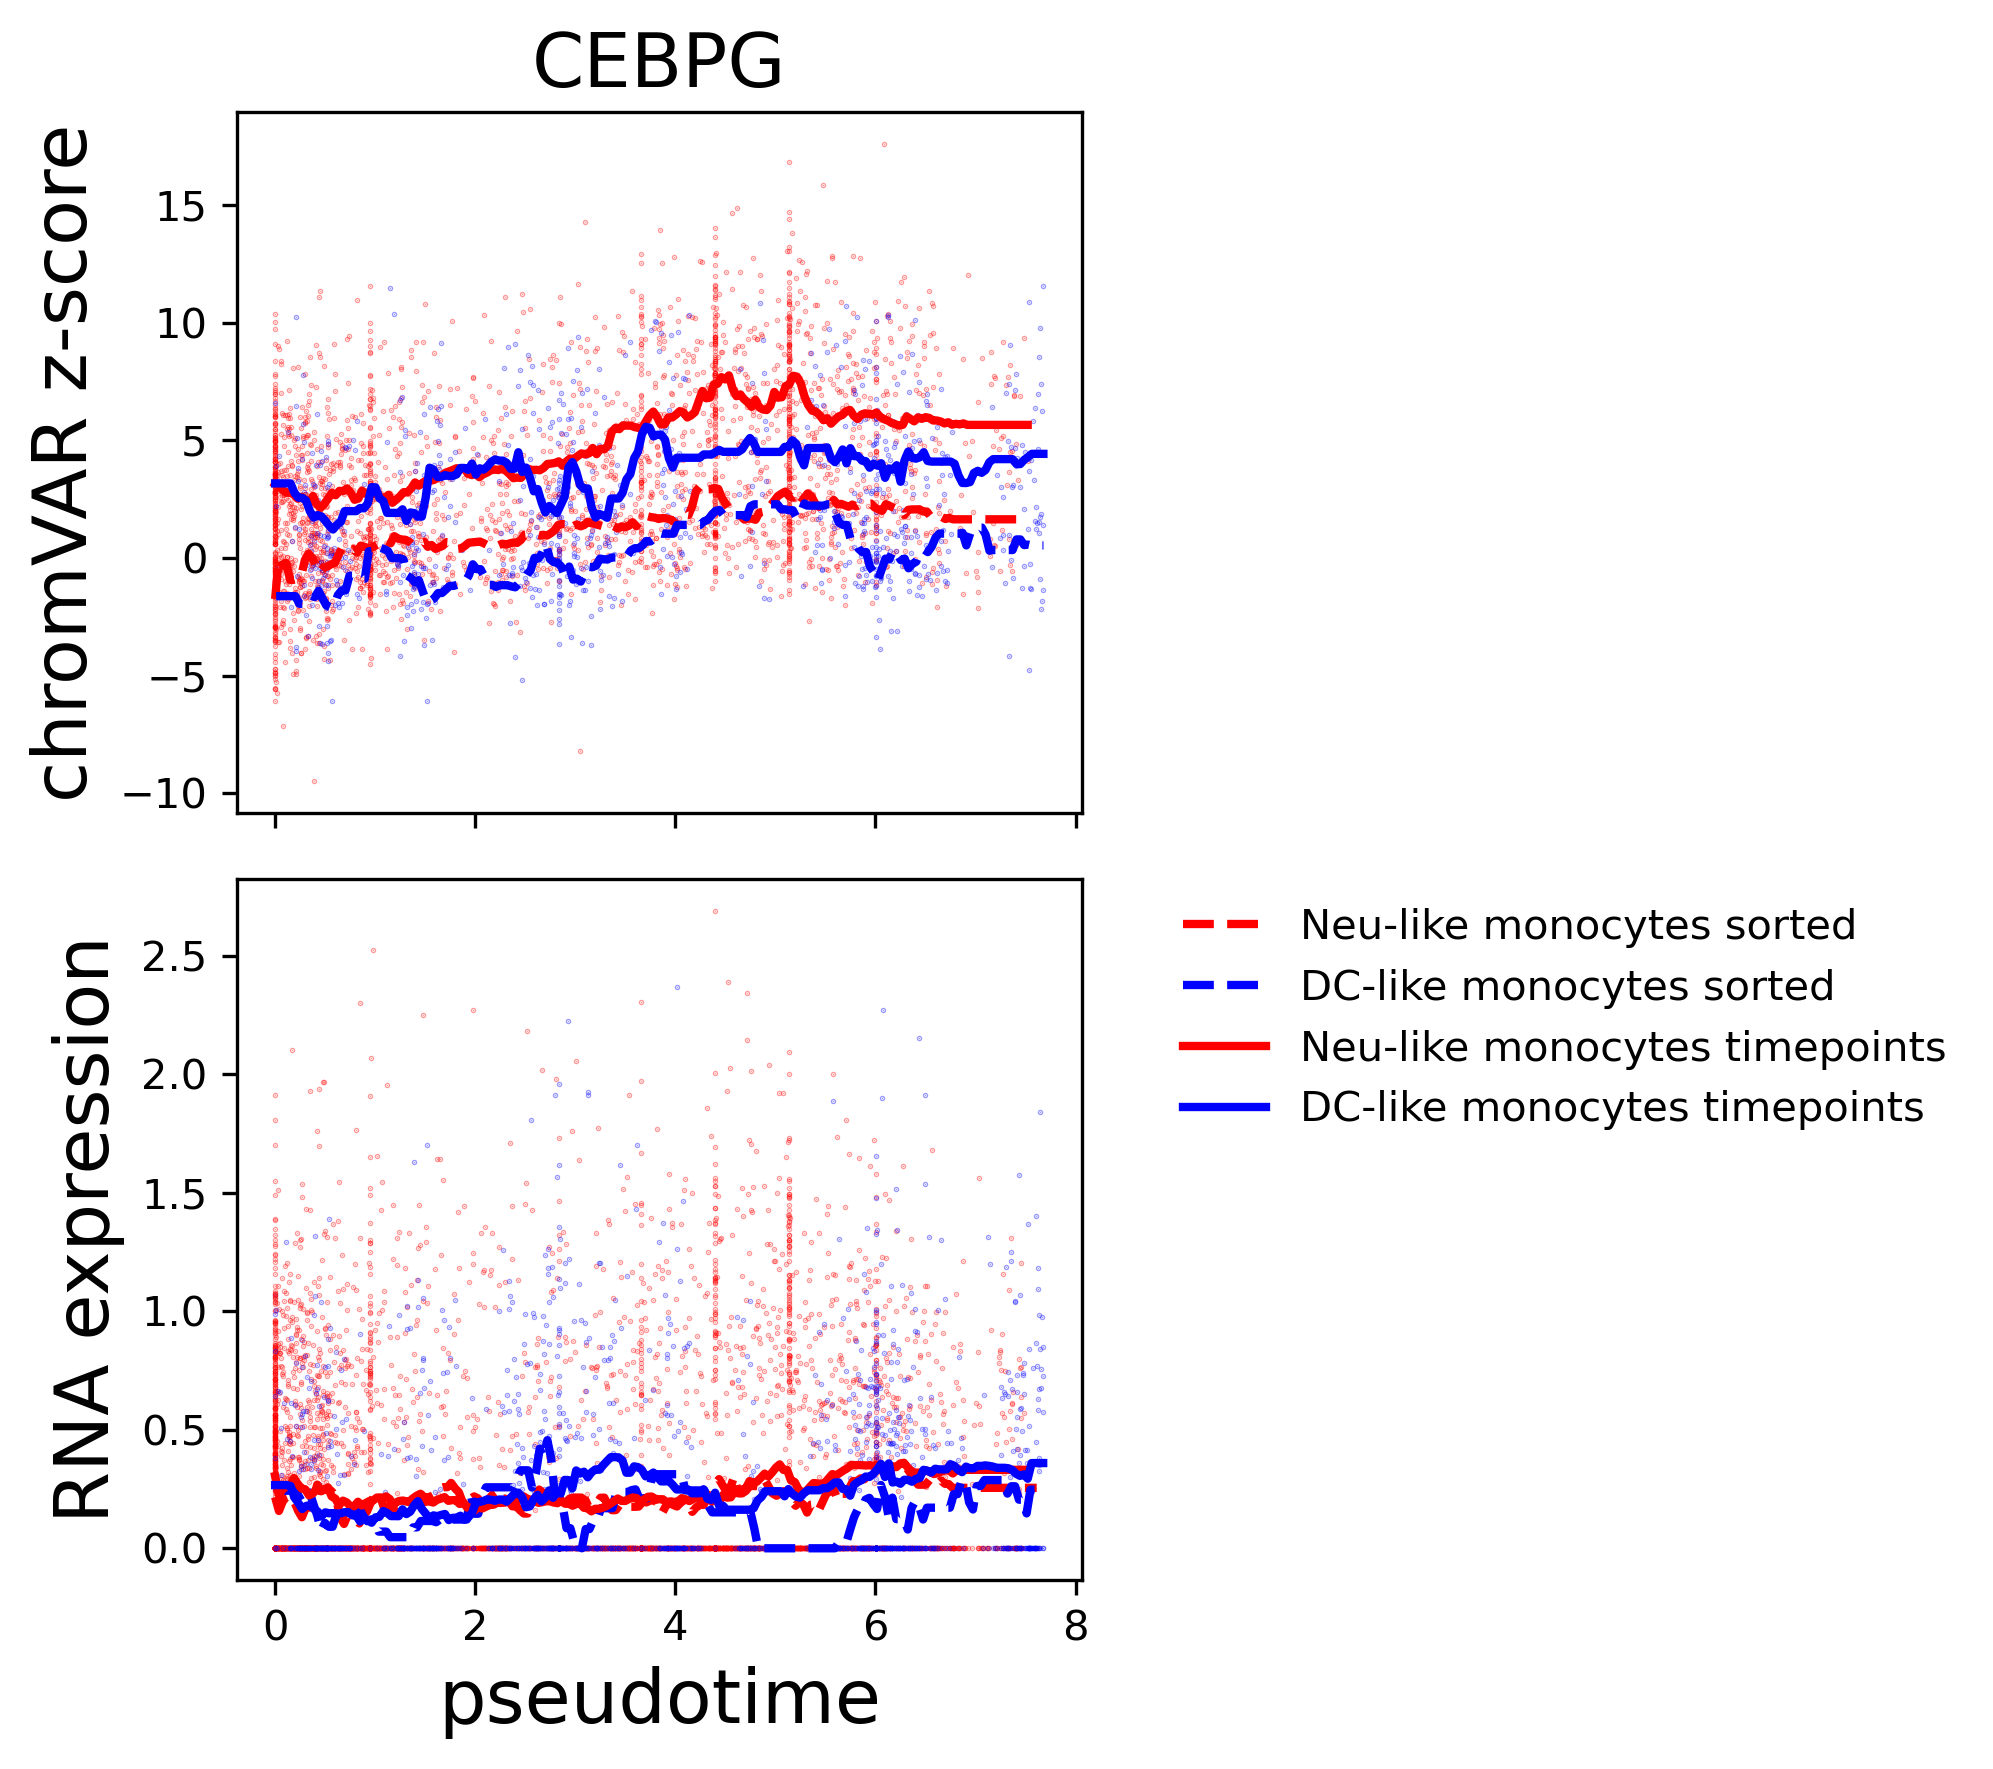 CEBPG
chromVAR z-score
15
10
5
0
−5
−10
RNA expression
2.5
2.0
1.5
1.0
0.5
0.0
0 2 4 6 8
pseudotime
Neu-like monocytes sorted
DC-like monocytes sorted
Neu-like monocytes timepoints
DC-like monocytes timepoints